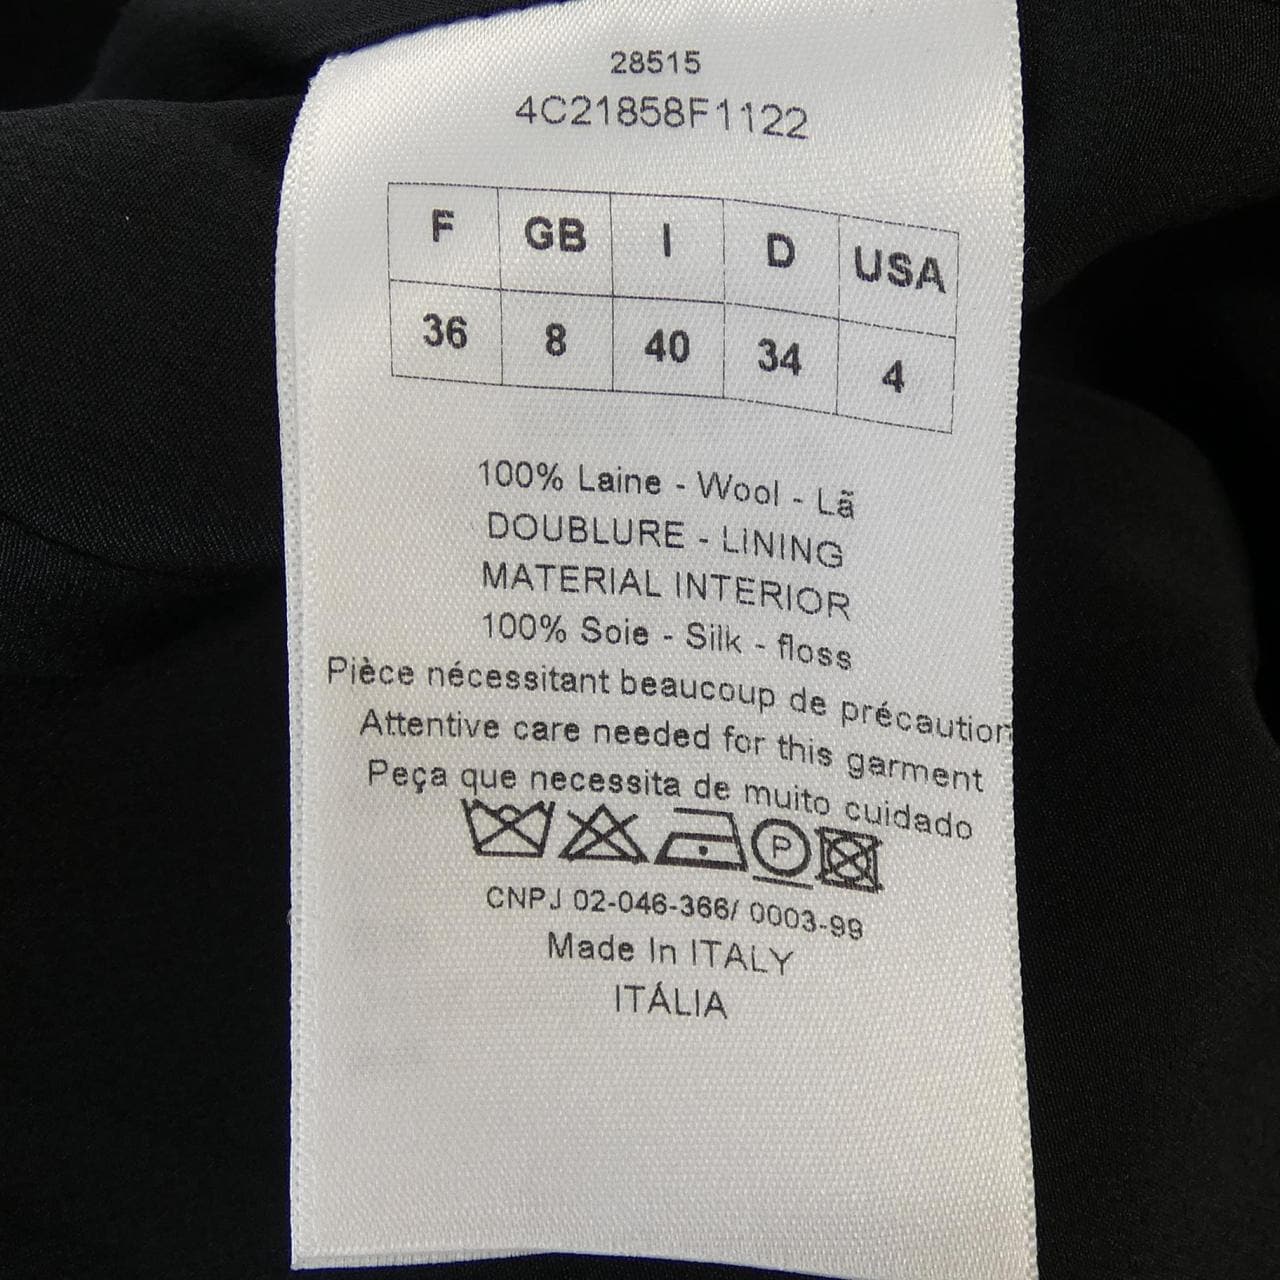 28515
4C21858F1122
F GB I D USA
36 8 40 34 4
100% Laine - Wool - Lã
DOUBLURE - LINING
MATERIAL INTERIOR
100% Soie - Silk - floss
Pièce nécessitant beaucoup de précaution
Attentive care needed for this garment
Peça que necessita de muito cuidado
P
CNPJ 02-046-366/ 0003-99
Made In ITALY
ITÁLIA